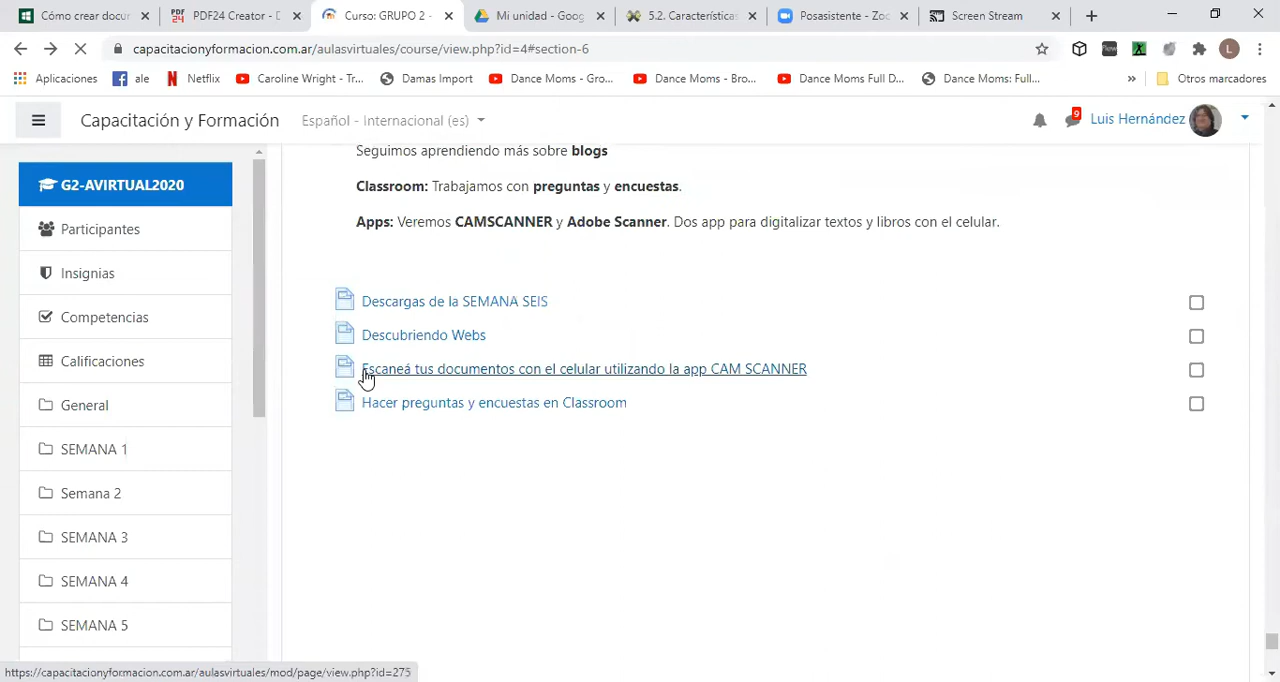 Cómo crear docum
PDF24 Creator - D
Curso: GRUPO 2 -
Mi unidad - Goog
5.2. Características
Posasistente - Zoo
Screen Stream
capacitacionyformacion.com.ar/aulasvirtuales/course/view.php?id=4#section-6
L
Aplicaciones
ale
Netflix
Caroline Wright - Tr...
Damas Import
Dance Moms - Gro...
Dance Moms - Bro...
Dance Moms Full D...
Dance Moms: Full...
»
Otros marcadores
Capacitación y Formación
Español - Internacional (es)
9
Luis Hernández
G2-AVIRTUAL2020
Participantes
Insignias
Competencias
Calificaciones
General
SEMANA 1
Semana 2
SEMANA 3
SEMANA 4
SEMANA 5
Seguimos aprendiendo más sobre blogs
Classroom: Trabajamos con preguntas y encuestas.
Apps: Veremos CAMSCANNER y Adobe Scanner. Dos app para digitalizar textos y libros con el celular.
Descargas de la SEMANA SEIS
Descubriendo Webs
Escaneá tus documentos con el celular utilizando la app CAM SCANNER
Hacer preguntas y encuestas en Classroom
https://capacitacionyformacion.com.ar/aulasvirtuales/mod/page/view.php?id=275